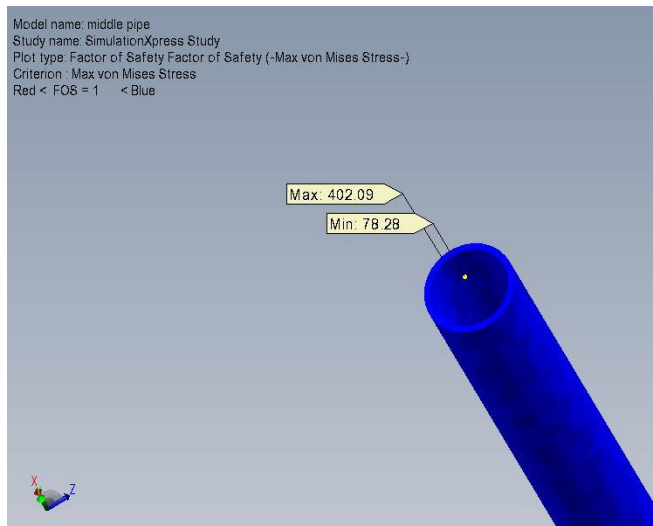 Model name: middle pipe
Study name: SimulationXpress Study
Plot type: Factor of Safety Factor of Safety (-Max von Mises Stress-)
Criterion : Max von Mises Stress
Red < FOS = 1 < Blue
Max: 402.09
Min: 78.28
X
Z